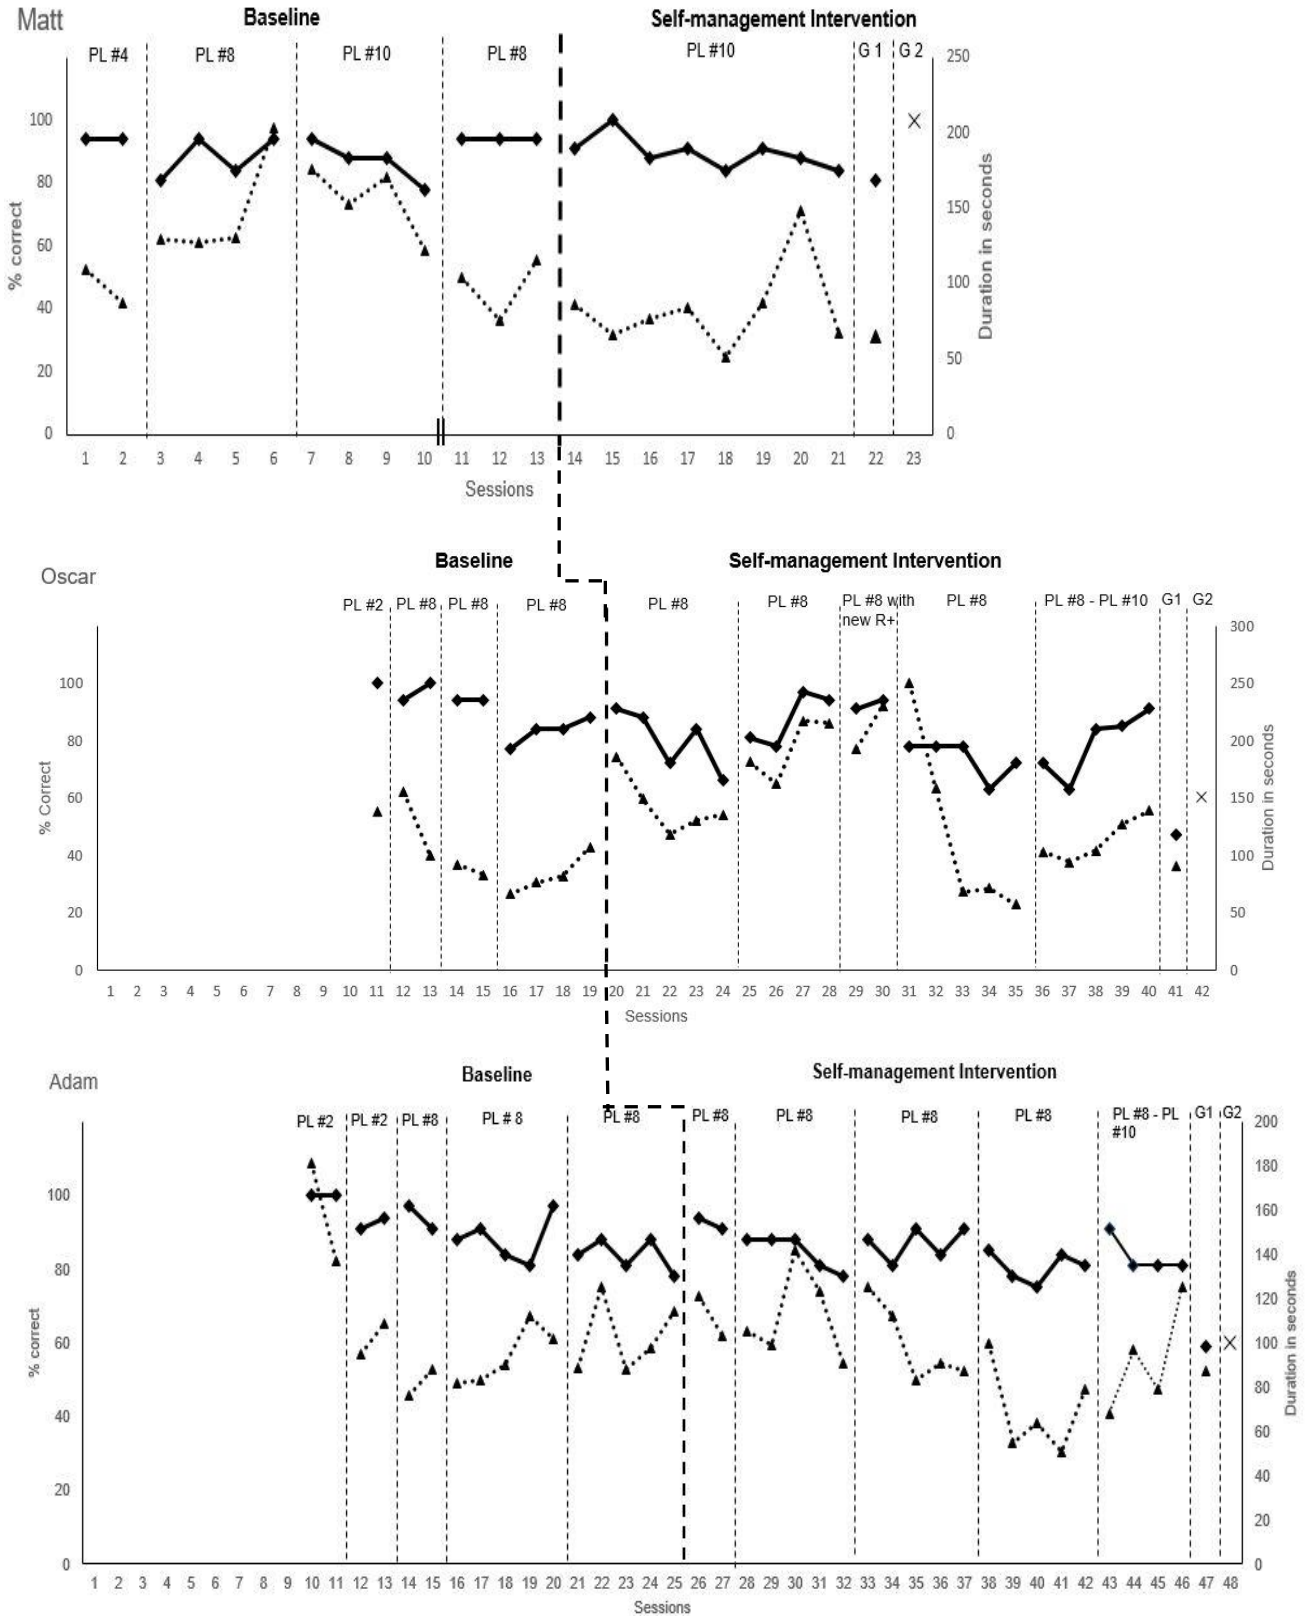 Matt
Baseline
Self-management Intervention
PL #4
PL #8
PL #10
PL #8
PL #10
G 1
G 2
250
200
150
100
50
0
100
80
60
40
20
0
% correct
Duration in seconds
1 2 3 4 5 6 7 8 9 10 11 12 13 14 15 16 17 18 19 20 21 22 23
Sessions
Oscar
Baseline
Self-management Intervention
PL #2
PL #8
PL #8
PL #8
PL #8
PL #8
PL #8 with
new R+
PL #8
PL #8 - PL #10
G1
G2
300
250
200
150
100
50
0
100
80
60
40
20
0
% Correct
Duration in seconds
1 2 3 4 5 6 7 8 9 10 11 12 13 14 15 16 17 18 19 20 21 22 23 24 25 26 27 28 29 30 31 32 33 34 35 36 37 38 39 40 41 42
Sessions
Adam
Baseline
Self-management Intervention
PL #2
PL #2
PL #8
PL # 8
PL #8
PL #8
PL #8
PL #8
PL #8
PL #8 - PL
#10
G1
G2
200
180
160
140
120
100
80
60
40
20
0
100
80
60
40
20
0
% correct
Duration in seconds
1 2 3 4 5 6 7 8 9 10 11 12 13 14 15 16 17 18 19 20 21 22 23 24 25 26 27 28 29 30 31 32 33 34 35 36 37 38 39 40 41 42 43 44 45 46 47 48
Sessions